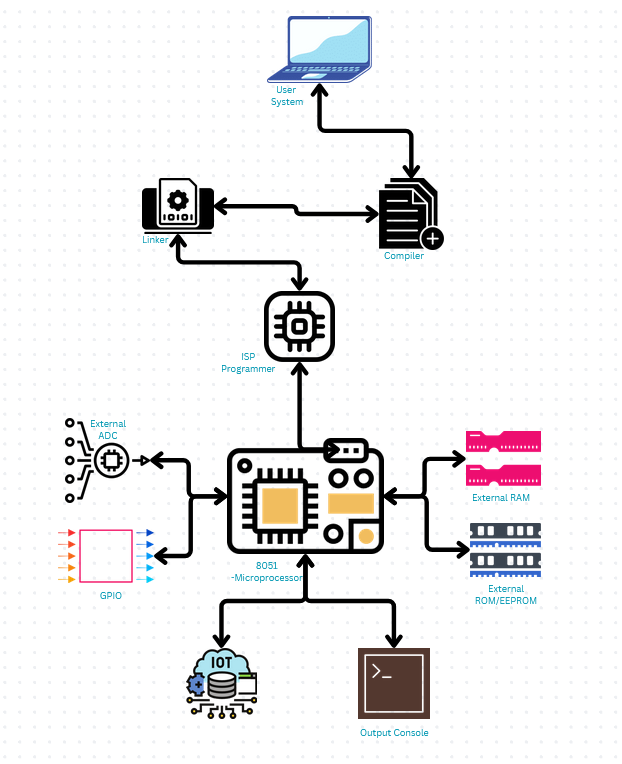 User
System
Linker
Compiler
ISP
Programmer
External
ADC
External RAM
GPIO
8051
-Microprocessor
External
ROM/EEPROM
IOT
>_
Output Console